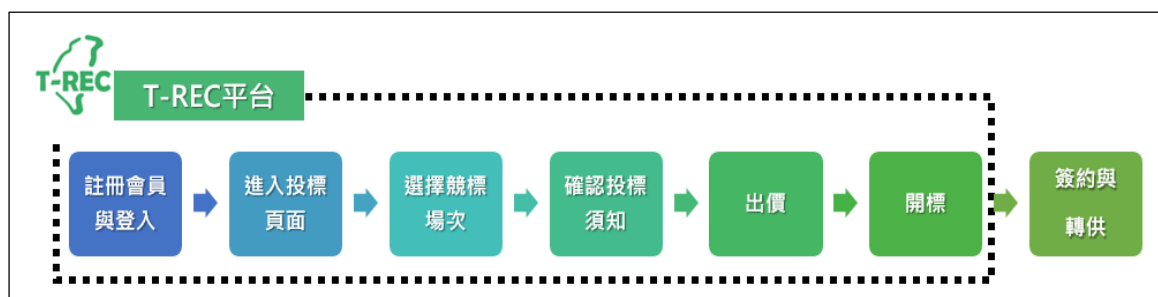 T-REC
T-REC平台
註冊會員
與登入
進入投標
頁面
選擇競標
場次
確認投標
須知
出價
開標
簽約與
轉供